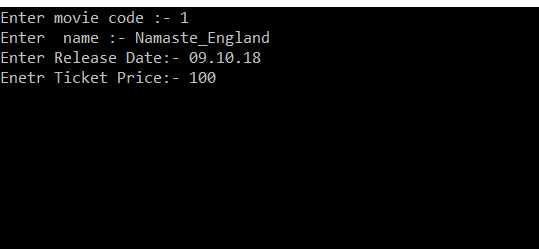 Enter movie code :- 1
Enter  name :- Namaste_England
Enter Release Date:- 09.10.18
Enetr Ticket Price:- 100